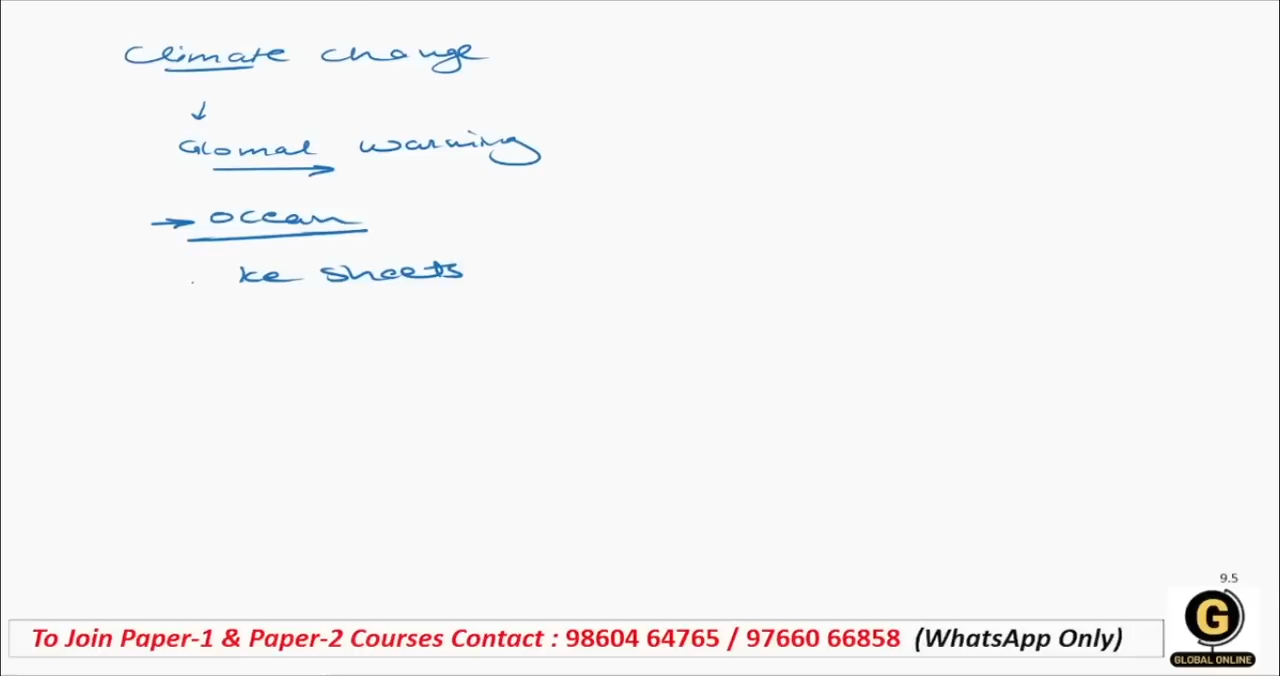 Climate change
↓
Glomal warning
→ ocean
Ice sheets
9.5
To Join Paper-1 & Paper-2 Courses Contact : 98604 64765 / 97660 66858 (WhatsApp Only)
G
GLOBAL ONLINE